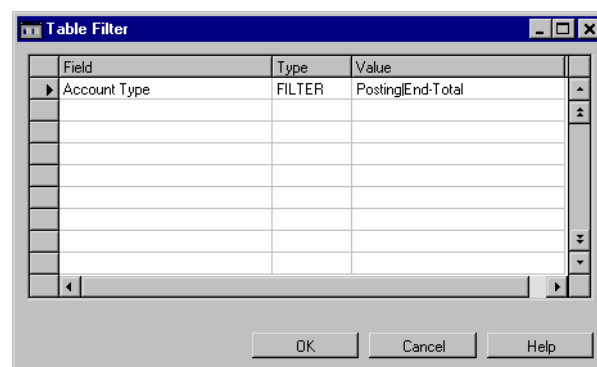 Table Filter
Field Type Value
Account Type FILTER Posting|End-Total
OK Cancel Help